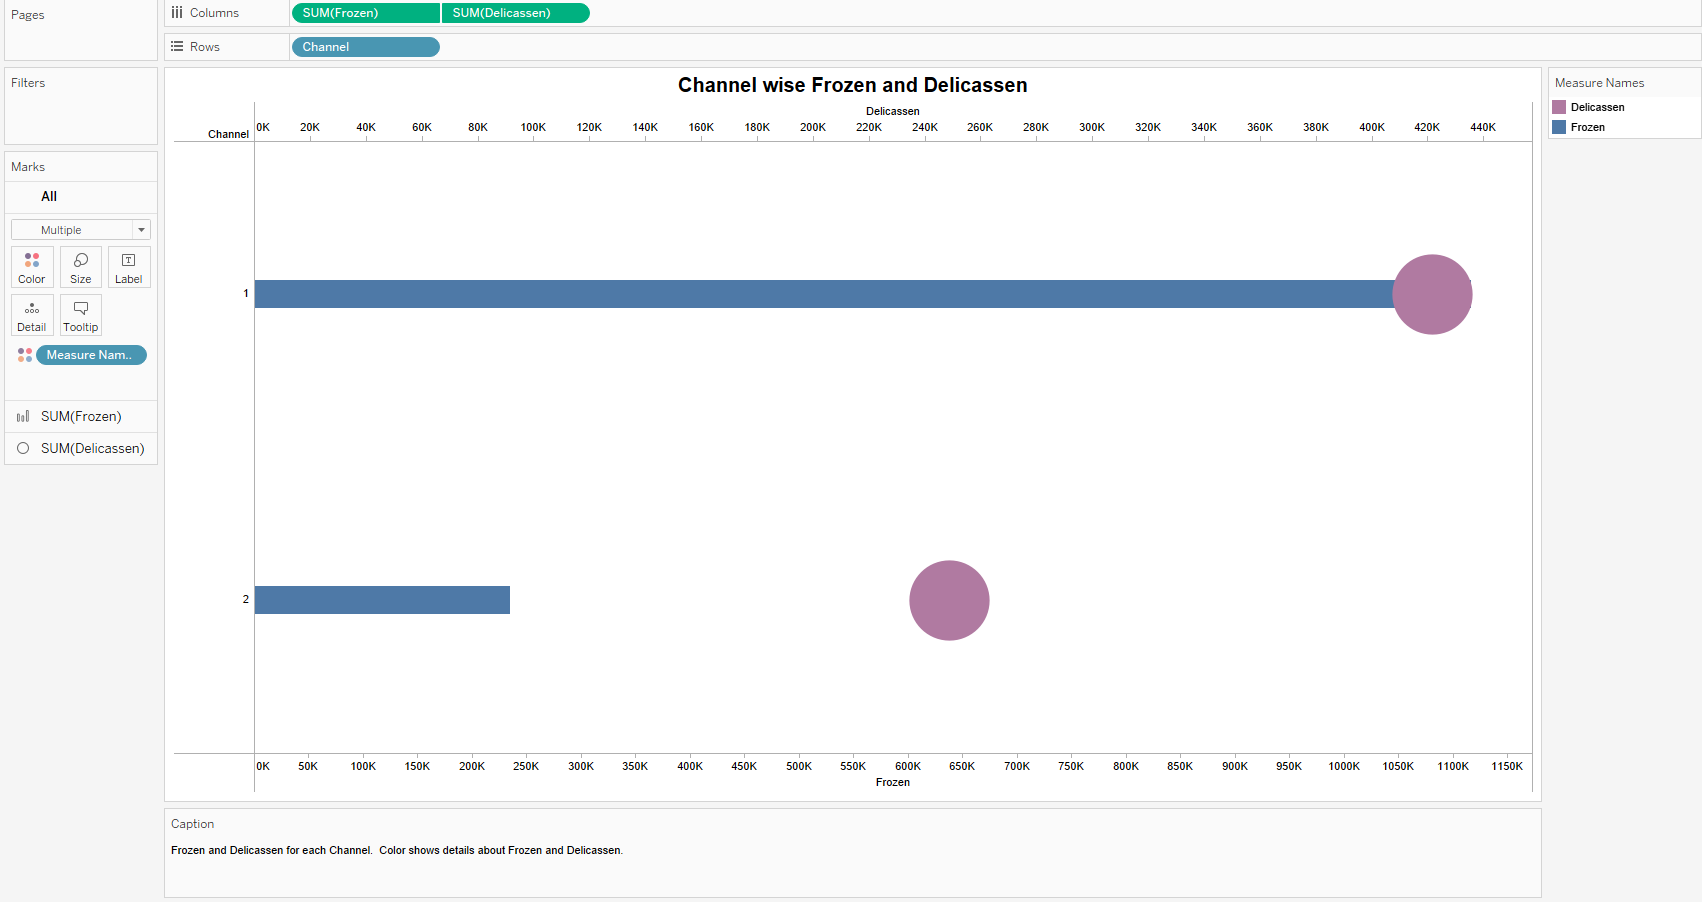 Pages
Columns
SUM(Frozen)
SUM(Delicassen)
Rows
Channel
Filters
Marks
All
Multiple
Color
Size
Label
Detail
Tooltip
Measure Nam..
SUM(Frozen)
SUM(Delicassen)
Channel wise Frozen and Delicassen
Delicassen
Channel
0K 20K 40K 60K 80K 100K 120K 140K 160K 180K 200K 220K 240K 260K 280K 300K 320K 340K 360K 380K 400K 420K 440K
1
2
0K 50K 100K 150K 200K 250K 300K 350K 400K 450K 500K 550K 600K 650K 700K 750K 800K 850K 900K 950K 1000K 1050K 1100K 1150K
Frozen
Measure Names
Delicassen
Frozen
Caption
Frozen and Delicassen for each Channel.  Color shows details about Frozen and Delicassen.